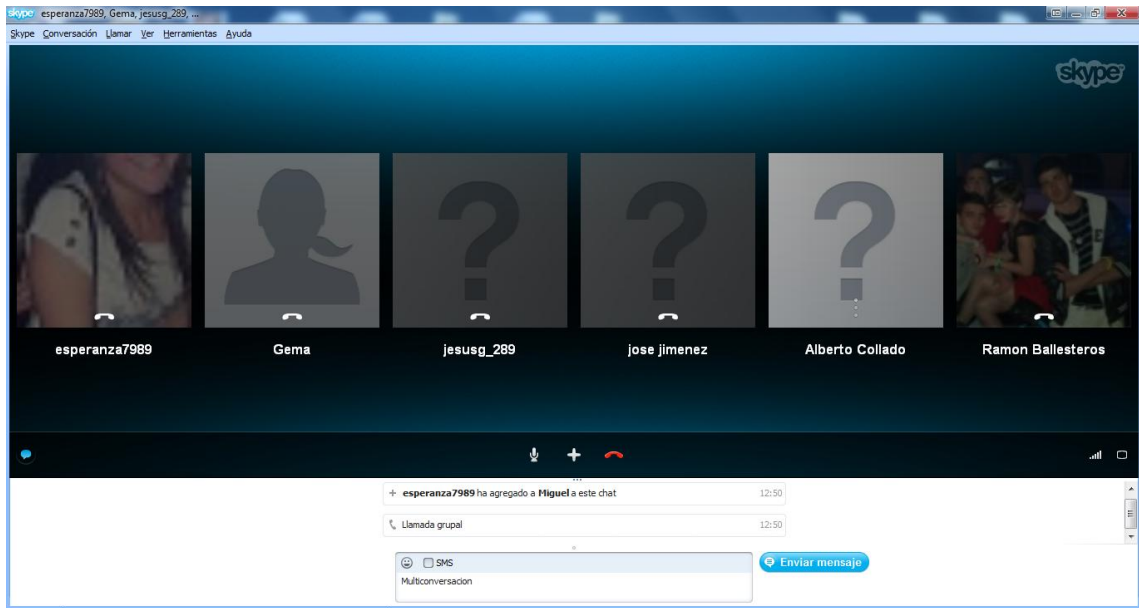 skype esperanza7989, Gema, jesusg_289, ...
Skype Conversación Llamar Ver Herramientas Ayuda
skype
esperanza7989 Gema jesusg_289 jose jimenez Alberto Collado Ramon Ballesteros
esperanza7989 ha agregado a Miguel a este chat 12:50
Llamada grupal 12:50
SMS
Enviar mensaje
Multiconversacion